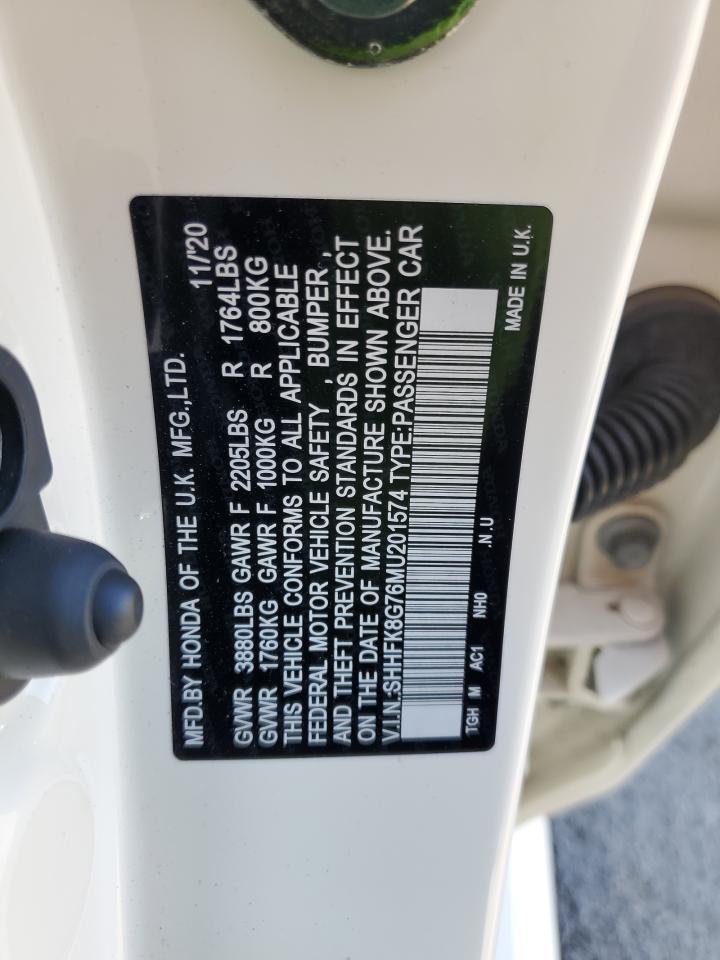 MFD.BY HONDA OF THE U.K. MFG.,LTD. 11/'20
GVWR 3880LBS GAWR F 2205LBS R 1764LBS
GVWR 1760KG GAWR F 1000KG R 800KG
THIS VEHICLE CONFORMS TO ALL APPLICABLE
FEDERAL MOTOR VEHICLE SAFETY , BUMPER ,
AND THEFT PREVENTION STANDARDS IN EFFECT
ON THE DATE OF MANUFACTURE SHOWN ABOVE.
V.I.N.:SHHFK8G76MU201574 TYPE:PASSENGER CAR
TGH M AC1 NH0 .N.U MADE IN U.K.